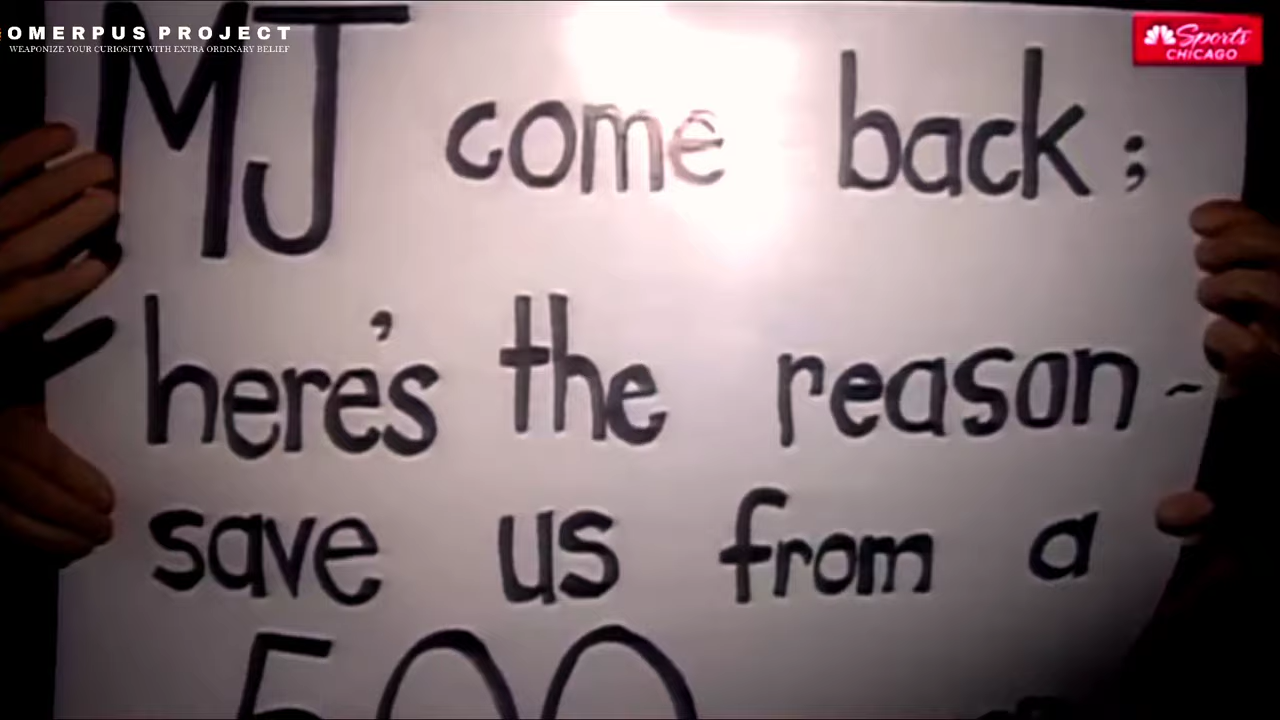 OMERPUS PROJECT
WEAPONIZE YOUR CURIOSITY WITH EXTRA ORDINARY BELIEF
Sports
CHICAGO
MJ come back;
here's the reason-
save us from a
500